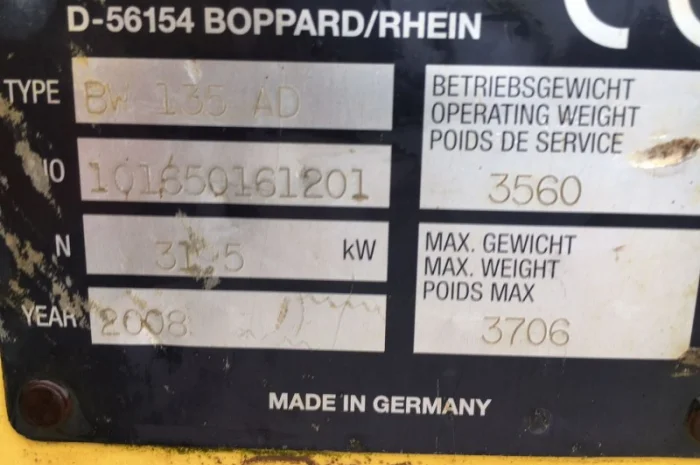 D-56154 BOPPARD/RHEIN
TYPE BW 135 AD
NO 101650161201
N 31.5 kW
YEAR 2008
BETRIEBSGEWICHT
OPERATING WEIGHT
POIDS DE SERVICE
3560
MAX. GEWICHT
MAX. WEIGHT
POIDS MAX
3706
MADE IN GERMANY